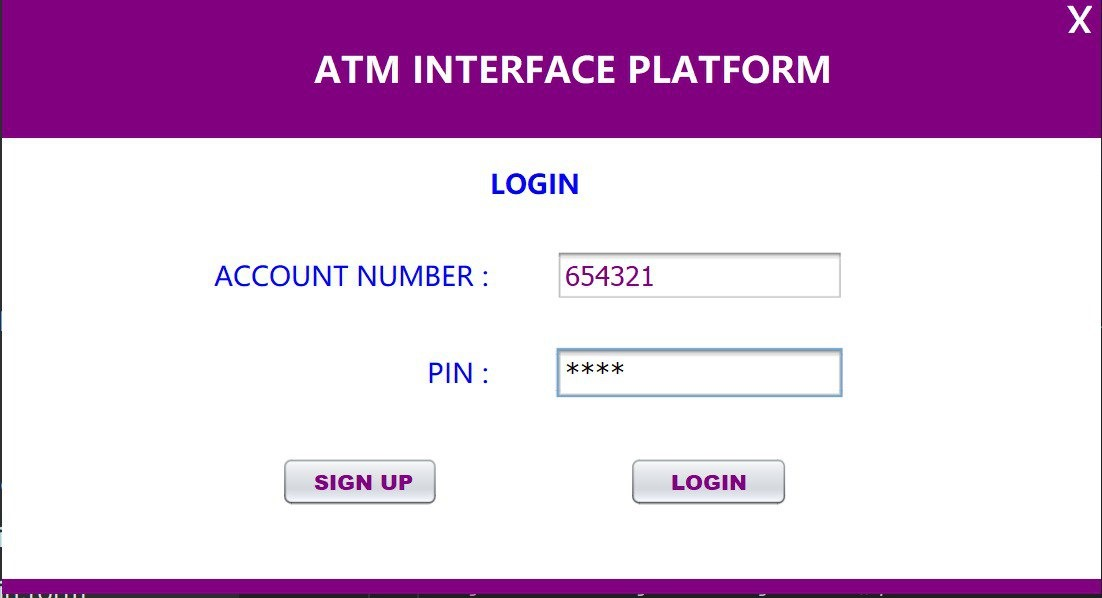 X
ATM INTERFACE PLATFORM
LOGIN
ACCOUNT NUMBER : 654321
PIN : ****
SIGN UP LOGIN